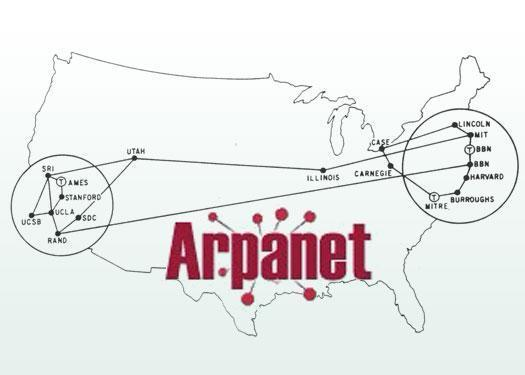 LINCOLN
MIT
CASE
T BBN
UTAH
BBN
SRI
CARNEGIE
ILLINOIS
HARVARD
T AMES
STANFORD
BURROUGHS
T
MITRE
UCSB
UCLA
SDC
RAND
Arpanet